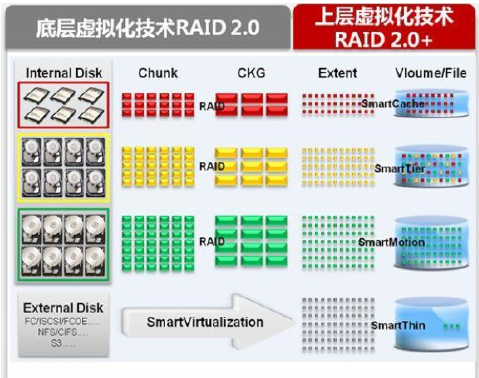 底层虚拟化技术RAID 2.0
上层虚拟化技术
RAID 2.0+
Internal Disk
Chunk
CKG
Extent
Vloume/File
RAID
SmartCache
RAID
SmartTier
RAID
SmartMotion
External Disk
FC/ISCSI/FCOE.....
NFS/CIFS....
S3.....
SmartVirtualization
SmartThin